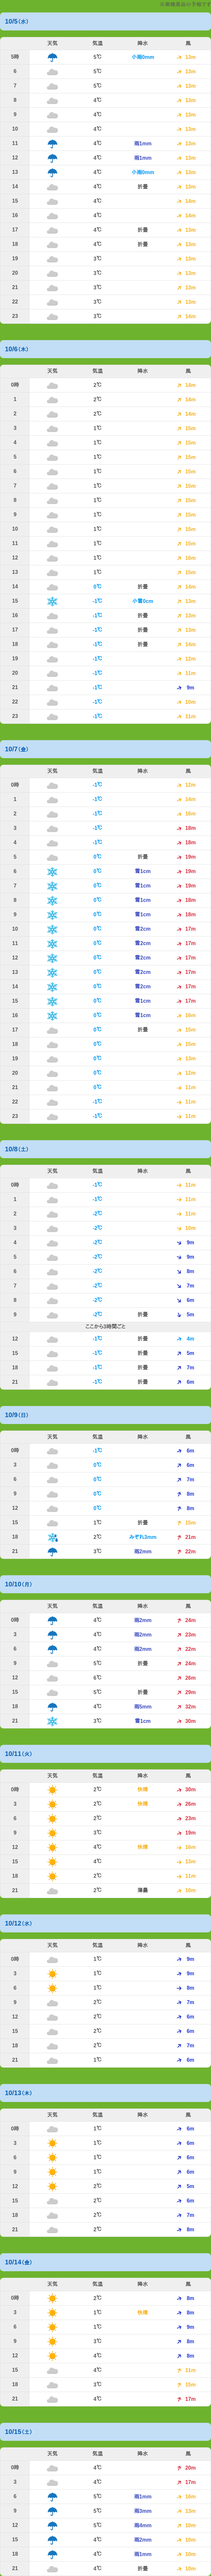 の予報です
10/5(水)
天気 気温 降水 風
5時 5℃ 小雨0mm 13m
6 5℃ 13m
7 5℃ 13m
8 4℃ 13m
9 4℃ 13m
10 4℃ 13m
11 4℃ 雨1mm 13m
12 4℃ 雨1mm 13m
13 4℃ 小雨0mm 13m
14 4℃ 折畳 13m
15 4℃ 14m
16 4℃ 14m
17 4℃ 折畳 13m
18 4℃ 折畳 13m
19 3℃ 13m
20 3℃ 13m
21 3℃ 13m
22 3℃ 13m
23 3℃ 14m
10/6(木)
天気 気温 降水 風
0時 2℃ 14m
1 2℃ 14m
2 2℃ 14m
3 1℃ 15m
4 1℃ 15m
5 1℃ 15m
6 1℃ 15m
7 1℃ 15m
8 1℃ 15m
9 1℃ 15m
10 1℃ 16m
11 1℃ 15m
12 1℃ 16m
13 1℃ 15m
14 0℃ 折畳 14m
15 -1℃ 小雪0cm 13m
16 -1℃ 折畳 15m
17 -1℃ 折畳 13m
18 -1℃ 折畳 14m
19 -1℃ 12m
20 -1℃ 11m
21 -1℃ 9m
22 -1℃ 10m
23 -1℃ 11m
10/7(金)
天気 気温 降水 風
0時 -1℃ 12m
1 -1℃ 14m
2 -1℃ 16m
3 -1℃ 18m
4 -1℃ 18m
5 0℃ 折畳 19m
6 0℃ 雪1cm 19m
7 0℃ 雪1cm 19m
8 0℃ 雪1cm 18m
9 0℃ 雪1cm 18m
10 0℃ 雪2cm 17m
11 0℃ 雪2cm 17m
12 0℃ 雪2cm 17m
13 0℃ 雪2cm 17m
14 0℃ 雪2cm 17m
15 0℃ 雪1cm 17m
16 0℃ 雪1cm 16m
17 0℃ 折畳 15m
18 0℃ 15m
19 0℃ 13m
20 0℃ 12m
21 0℃ 11m
22 -1℃ 11m
23 -1℃ 11m
10/8(土)
天気 気温 降水 風
0時 -1℃ 11m
1 -1℃ 11m
2 -2℃ 11m
3 -2℃ 10m
4 -2℃ 9m
5 -2℃ 9m
6 -2℃ 8m
7 -2℃ 7m
8 -2℃ 6m
9 -2℃ 折畳 5m
ここから3時間ごと
12 -1℃ 折畳 4m
15 -1℃ 折畳 5m
18 -1℃ 折畳 7m
21 -1℃ 折畳 6m
10/9(日)
天気 気温 降水 風
0時 -1℃ 6m
3 0℃ 6m
6 0℃ 7m
9 0℃ 8m
12 0℃ 8m
15 1℃ 折畳 15m
18 2℃ みぞれ3mm 21m
21 3℃ 雨2mm 22m
10/10(月)
天気 気温 降水 風
0時 4℃ 雨2mm 24m
3 4℃ 雨2mm 23m
6 4℃ 雨2mm 22m
9 5℃ 折畳 24m
12 6℃ 26m
15 5℃ 折畳 29m
18 4℃ 雨5mm 32m
21 3℃ 雪1cm 30m
10/11(火)
天気 気温 降水 風
0時 2℃ 快晴 30m
3 2℃ 快晴 26m
6 2℃ 23m
9 3℃ 19m
12 4℃ 快晴 16m
15 4℃ 13m
18 2℃ 11m
21 2℃ 薄曇 10m
10/12(水)
天気 気温 降水 風
0時 1℃ 9m
3 1℃ 9m
6 1℃ 8m
9 2℃ 7m
12 2℃ 6m
15 2℃ 6m
18 2℃ 7m
21 1℃ 6m
10/13(木)
天気 気温 降水 風
0時 1℃ 6m
3 1℃ 6m
6 1℃ 6m
9 1℃ 6m
12 2℃ 5m
15 2℃ 6m
18 2℃ 7m
21 2℃ 8m
10/14(金)
天気 気温 降水 風
0時 2℃ 8m
3 1℃ 快晴 8m
6 1℃ 9m
9 3℃ 8m
12 4℃ 8m
15 4℃ 11m
18 3℃ 15m
21 4℃ 17m
10/15(土)
天気 気温 降水 風
0時 4℃ 20m
3 4℃ 17m
6 5℃ 雨1mm 16m
9 5℃ 雨3mm 13m
12 5℃ 雨4mm 10m
15 4℃ 雨2mm 10m
18 4℃ 雨1mm 10m
21 4℃ 折畳 10m